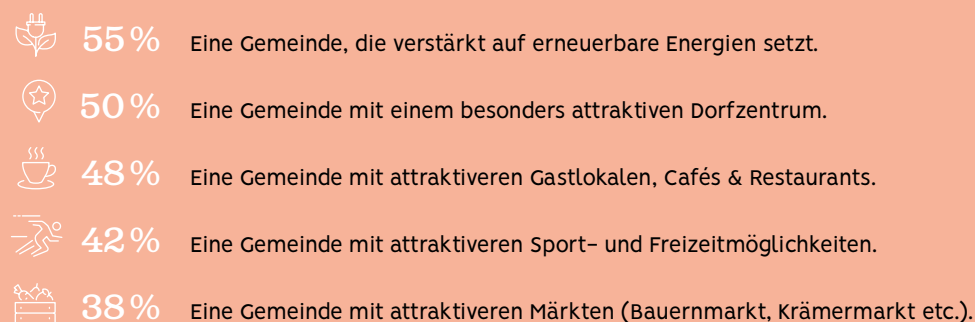 55 % Eine Gemeinde, die verstärkt auf erneuerbare Energien setzt.
50 % Eine Gemeinde mit einem besonders attraktiven Dorfzentrum.
48 % Eine Gemeinde mit attraktiveren Gastlokalen, Cafés & Restaurants.
42 % Eine Gemeinde mit attraktiveren Sport- und Freizeitmöglichkeiten.
38 % Eine Gemeinde mit attraktiveren Märkten (Bauernmarkt, Krämermarkt etc.).